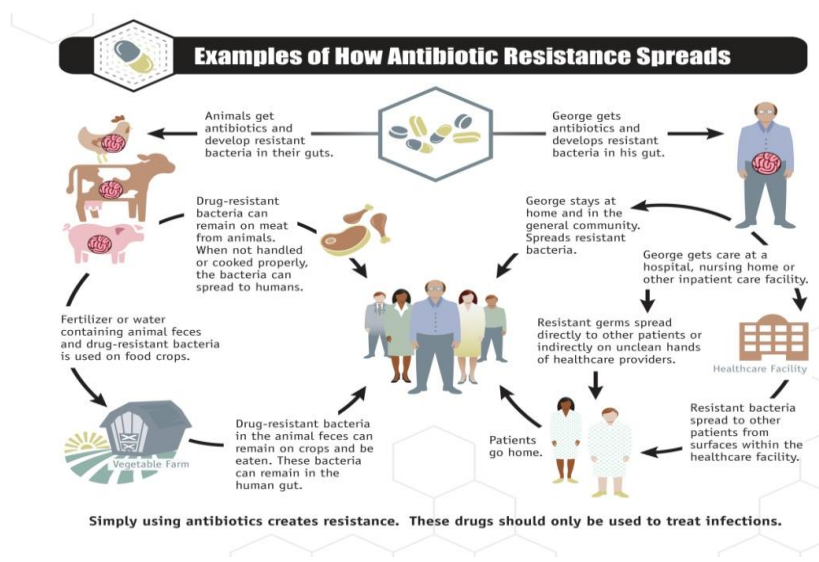 Examples of How Antibiotic Resistance Spreads
Animals get
antibiotics and
develop resistant
bacteria in their guts.
George gets
antibiotics and
develops resistant
bacteria in his gut.
Drug-resistant
bacteria can
remain on meat
from animals.
When not handled
or cooked properly,
the bacteria can
spread to humans.
George stays at
home and in the
general community.
Spreads resistant
bacteria.
George gets care at a
hospital, nursing home or
other inpatient care facility.
Fertilizer or water
containing animal feces
and drug-resistant bacteria
is used on food crops.
Resistant germs spread
directly to other patients or
indirectly on unclean hands
of healthcare providers.
Healthcare Facility
Vegetable Farm
Drug-resistant bacteria
in the animal feces can
remain on crops and be
eaten. These bacteria
can remain in the
human gut.
Patients
go home.
Resistant bacteria
spread to other
patients from
surfaces within the
healthcare facility.
Simply using antibiotics creates resistance. These drugs should only be used to treat infections.